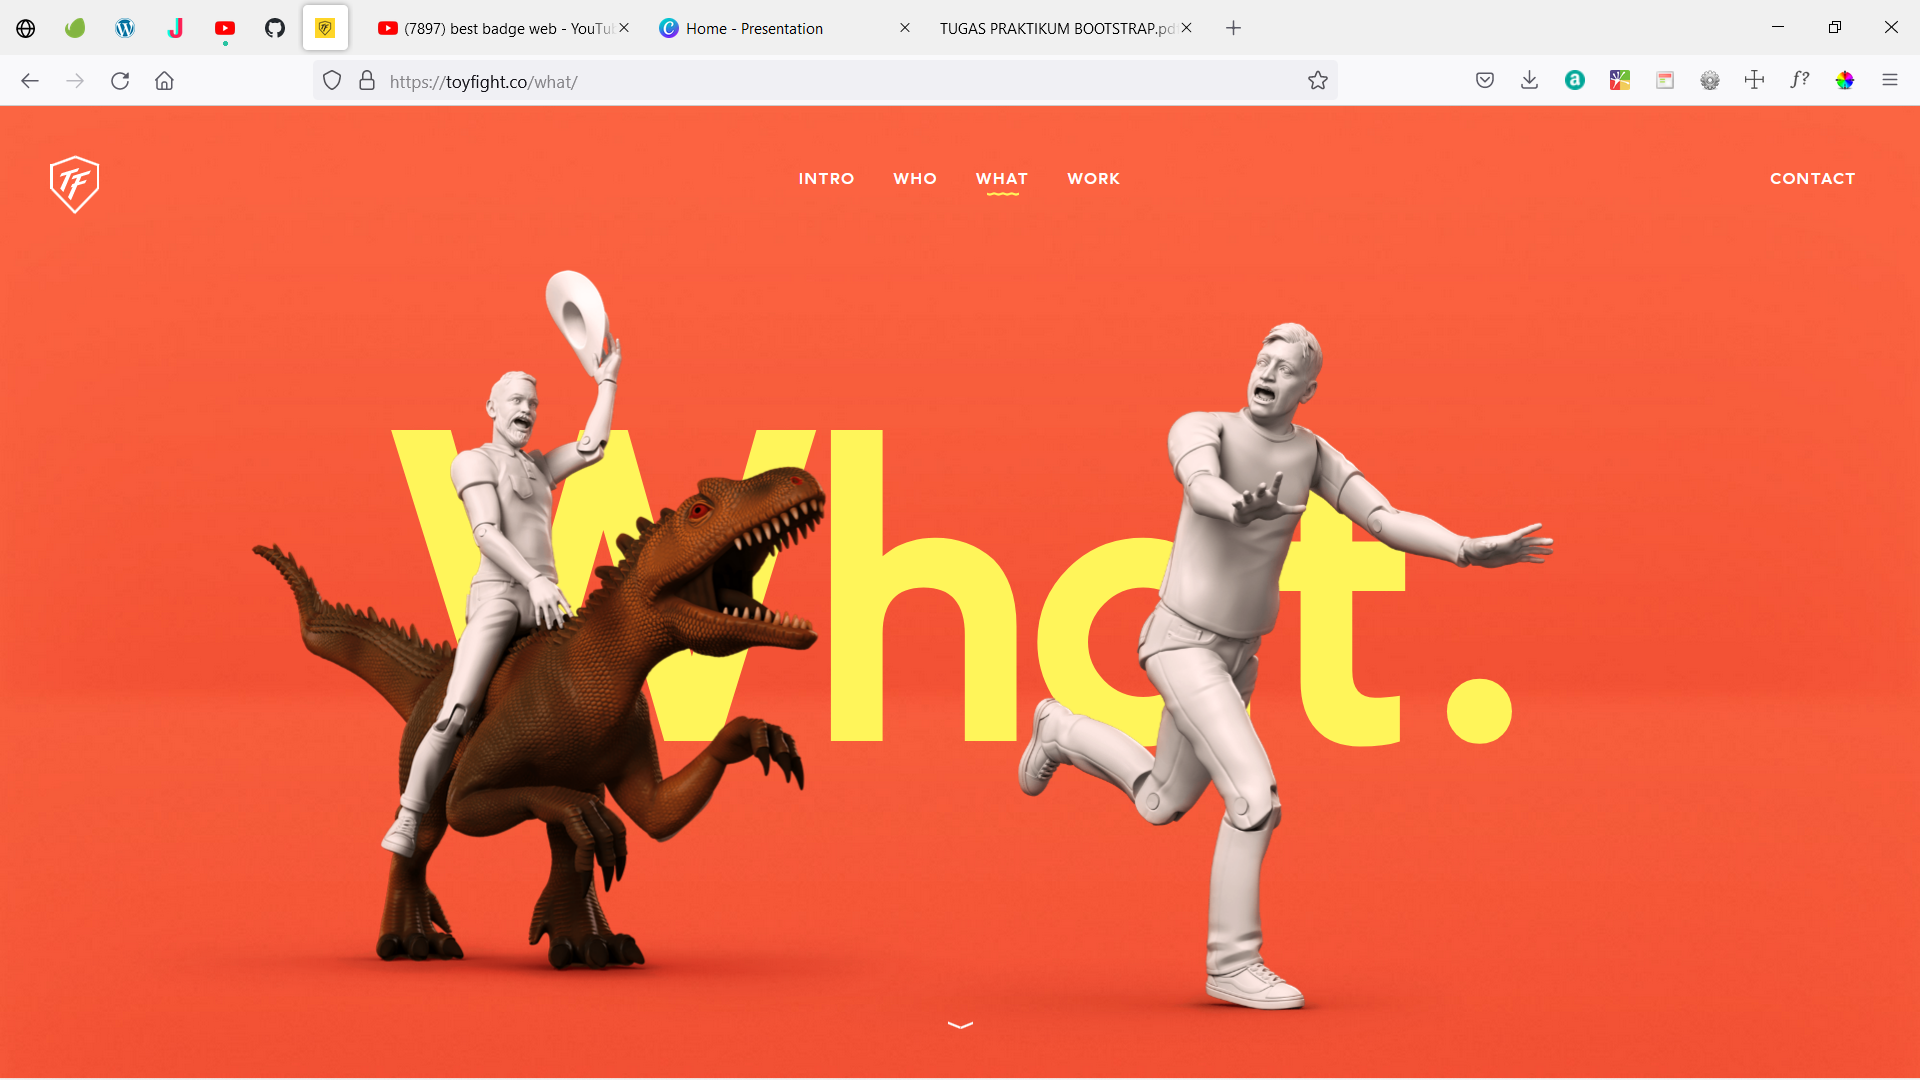 (7897) best badge web - YouTu
Home - Presentation
TUGAS PRAKTIKUM BOOTSTRAP.pd
https://toyfight.co/what/
TF
INTRO WHO WHAT WORK CONTACT
What.